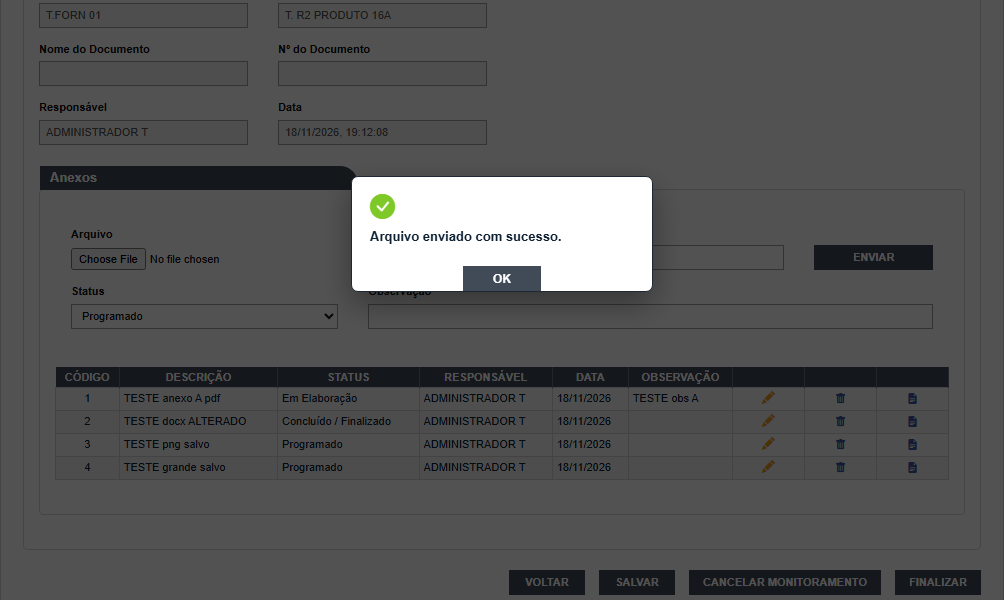 T.FORN 01 T. R2 PRODUTO 16A
Nome do Documento Nº do Documento
Responsável Data
ADMINISTRADOR T 18/11/2026, 19:12:08
Anexos
Arquivo enviado com sucesso.
OK
Arquivo
Choose File No file chosen ENVIAR
Status Observação
Programado
CÓDIGO DESCRIÇÃO STATUS RESPONSÁVEL DATA OBSERVAÇÃO
1 TESTE anexo A pdf Em Elaboração ADMINISTRADOR T 18/11/2026 TESTE obs A
2 TESTE docx ALTERADO Concluído / Finalizado ADMINISTRADOR T 18/11/2026
3 TESTE png salvo Programado ADMINISTRADOR T 18/11/2026
4 TESTE grande salvo Programado ADMINISTRADOR T 18/11/2026
VOLTAR SALVAR CANCELAR MONITORAMENTO FINALIZAR